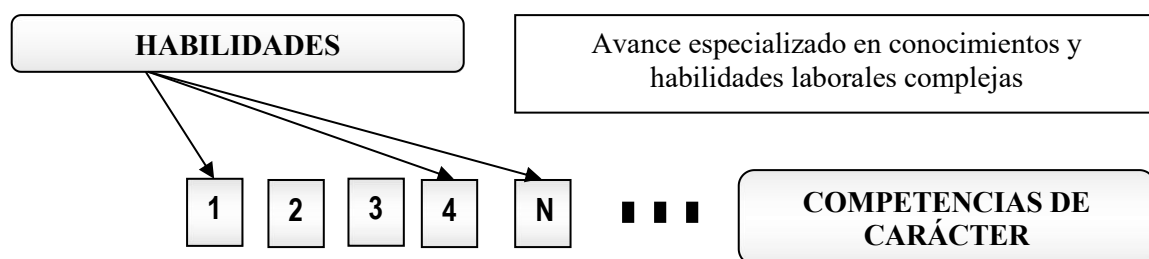 HABILIDADES
Avance especializado en conocimientos y
habilidades laborales complejas
1 2 3 4 N
COMPETENCIAS DE
CARÁCTER